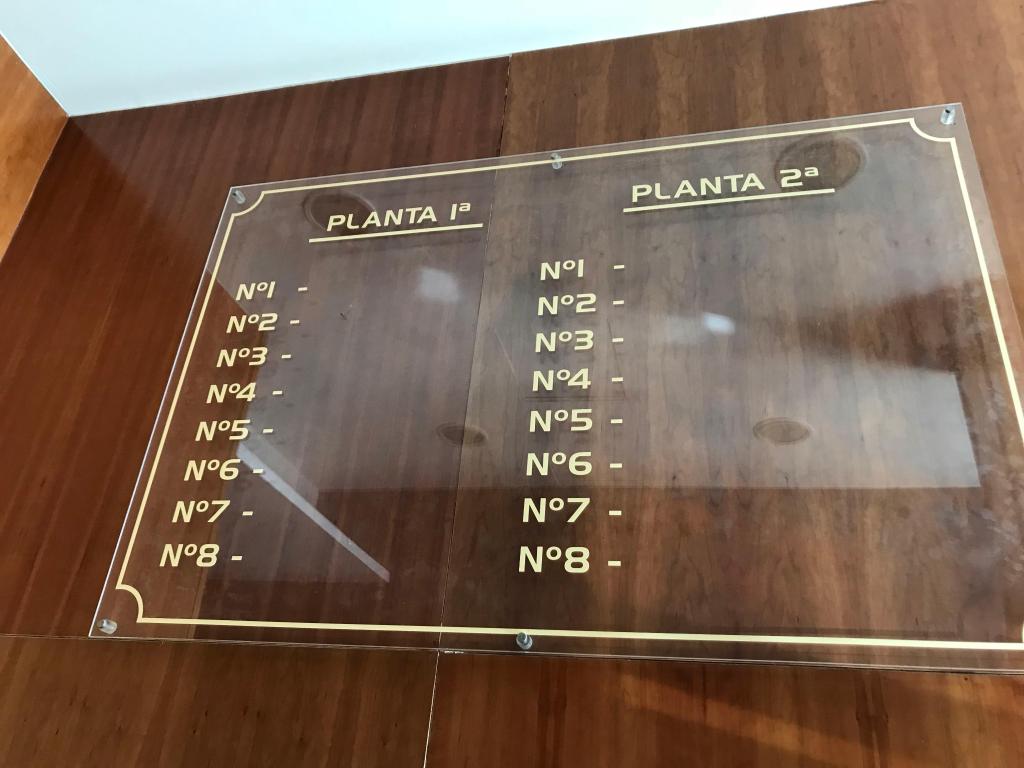 PLANTA 1ª
Nº1 -
Nº2 -
Nº3 -
Nº4 -
Nº5 -
Nº6 -
Nº7 -
Nº8 -
PLANTA 2ª
Nº1 -
Nº2 -
Nº3 -
Nº4 -
Nº5 -
Nº6 -
Nº7 -
Nº8 -